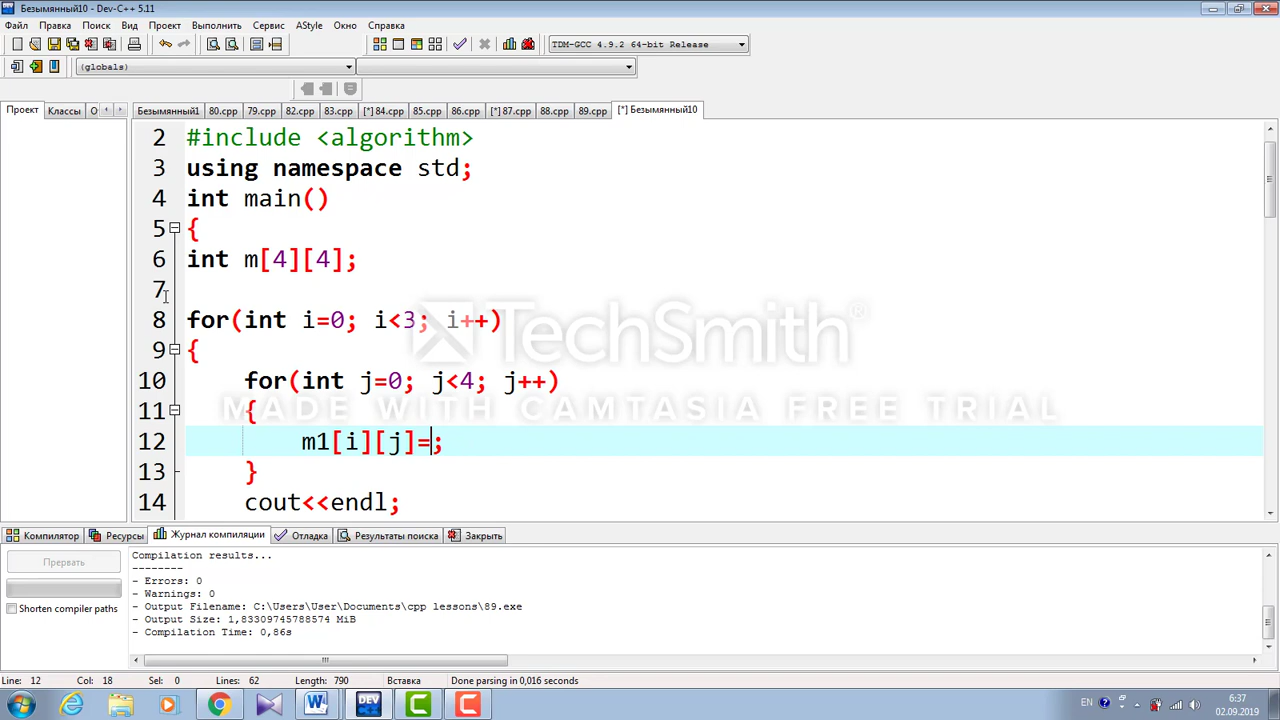 Безымянный10 - Dev-C++ 5.11
Файл Правка Поиск Вид Проект Выполнить Сервис AStyle Окно Справка
TDM-GCC 4.9.2 64-bit Release
(globals)
Проект Классы О Безымянный1 80.cpp 79.cpp 82.cpp 83.cpp [*] 84.cpp 85.cpp 86.cpp [*] 87.cpp 88.cpp 89.cpp [*] Безымянный10
2 #include <algorithm>
3 using namespace std;
4 int main()
5 {
6 int m[4][4];
7
8 for(int i=0; i<3; i++)
TechSmith®
9 {
10 for(int j=0; j<4; j++)
MADE WITH CAMTASIA FREE TRIAL
11 {
12 m1[i][j]=;
13 }
14 cout<<endl;
Компилятор Ресурсы Журнал компиляции Отладка Результаты поиска Закрыть
Прервать
Shorten compiler paths
Compilation results...
--------
- Errors: 0
- Warnings: 0
- Output Filename: C:\Users\User\Documents\cpp lessons\89.exe
- Output Size: 1,83309745788574 MiB
- Compilation Time: 0,86s
Line: 12 Col: 18 Sel: 0 Lines: 62 Length: 790 Вставка Done parsing in 0,016 seconds
DEV
EN
6:37
02.09.2019